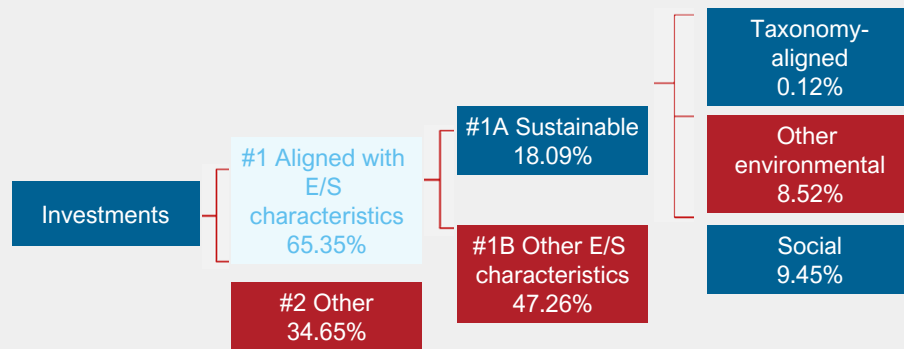 Investments
#1 Aligned with
E/S
characteristics
65.35%
#2 Other
34.65%
#1A Sustainable
18.09%
#1B Other E/S
characteristics
47.26%
Taxonomy-
aligned
0.12%
Other
environmental
8.52%
Social
9.45%